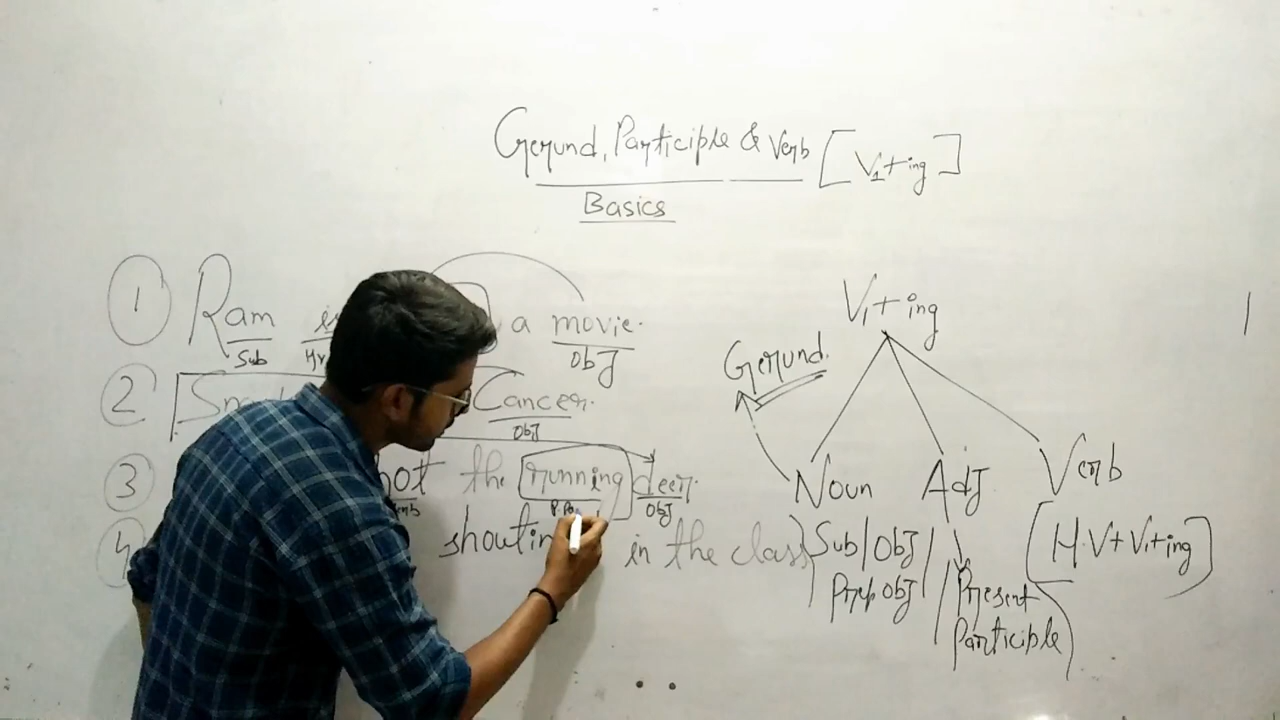 Gerund, Participle & Verb [V1+ing]
Basics
1 Ram is a movie.
Sub ObJ
2 Cancer.
ObJ
3 the running deer.
ObJ
4 in the class
V1+ing
Gerund.
Noun AdJ Verb
Sub/ObJ [H.V+V1+ing]
Prep ObJ
Present
Participle